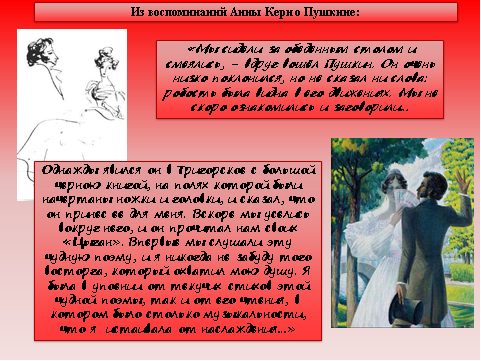 Из воспоминаний Анны Керн о Пушкине:
«Мы сидели за обеденным столом и
смеялись, – вдруг вошел Пушкин. Он очень
низко поклонился, но не сказал ни слова:
робость была видна в его движениях. Мы не
скоро ознакомились и заговорили..
Однажды явился он в Тригорское с большой
черною книгой, на полях которой были
начертаны ножки и головки, и сказал, что
он принес ее для меня. Вскоре мы уселись
вокруг него, и он прочитал нам своих
«Цыган». Впервые мы слушали эту
чудную поэму, и я никогда не забуду того
восторга, который охватил мою душу. Я
была в упоении от текучих стихов этой
чудной поэмы, так и от его чтения, в
котором было столько музыкальности,
что я истаивала от наслаждения...»